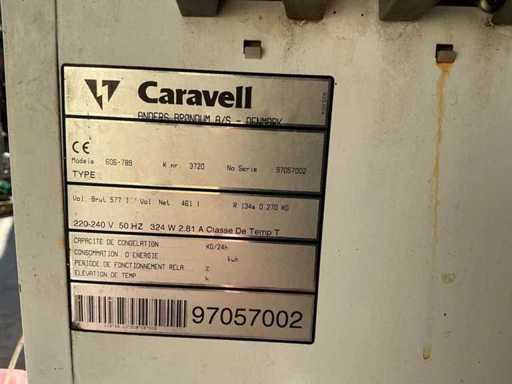 Caravell
ANDERS BRØNDUM A/S - DENMARK
CE
Modele 606-789 K.nr. 3720 No Serie 97057002
TYPE
Vol. Brut 577 l Vol Net 461 l R 134a 0.270 KG
220-240 V 50 HZ 324 W 2.81 A Classe De Temp T
CAPACITE DE CONGELATION KG/24h
CONSOMMATION D'ENERGIE kwh
PERIODE DE FONCTIONNEMENT RELA %
ELEVATION DE TEMP k
97057002